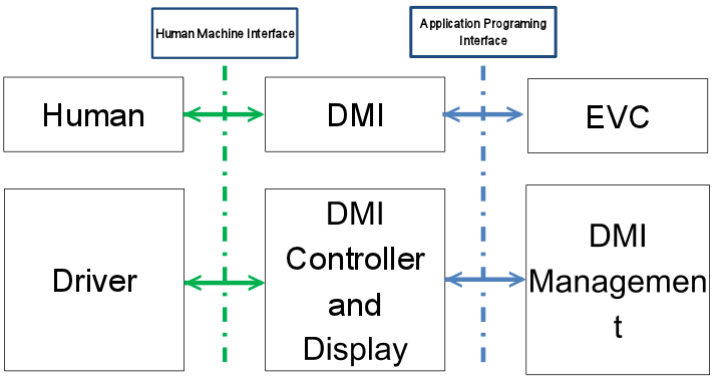 Human Machine Interface
Application Programing
Interface
Human
DMI
EVC
Driver
DMI
Controller
and
Display
DMI
Managemen
t